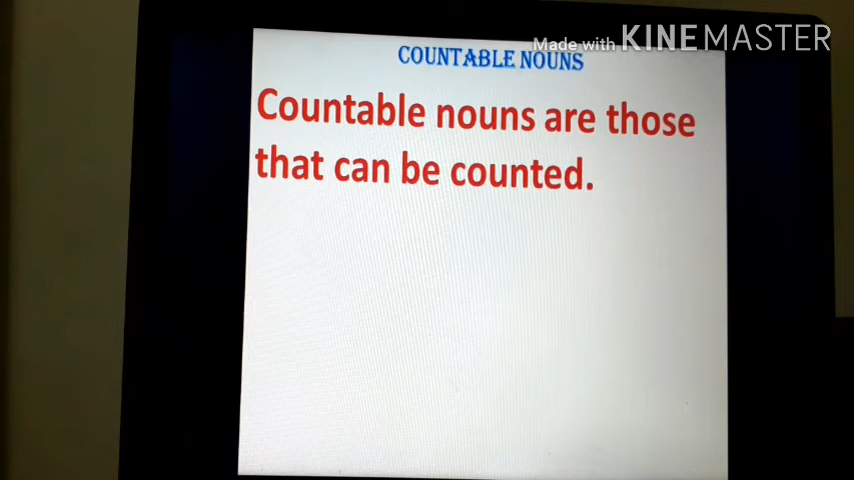 Made with KINEMASTER
COUNTABLE NOUNS
Countable nouns are those
that can be counted.